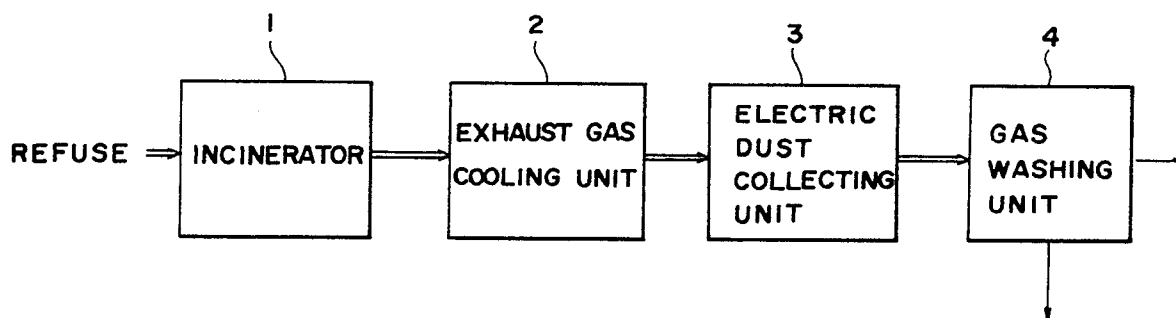 1
2
3
4
REFUSE
INCINERATOR
EXHAUST GAS
COOLING UNIT
ELECTRIC
DUST
COLLECTING
UNIT
GAS
WASHING
UNIT